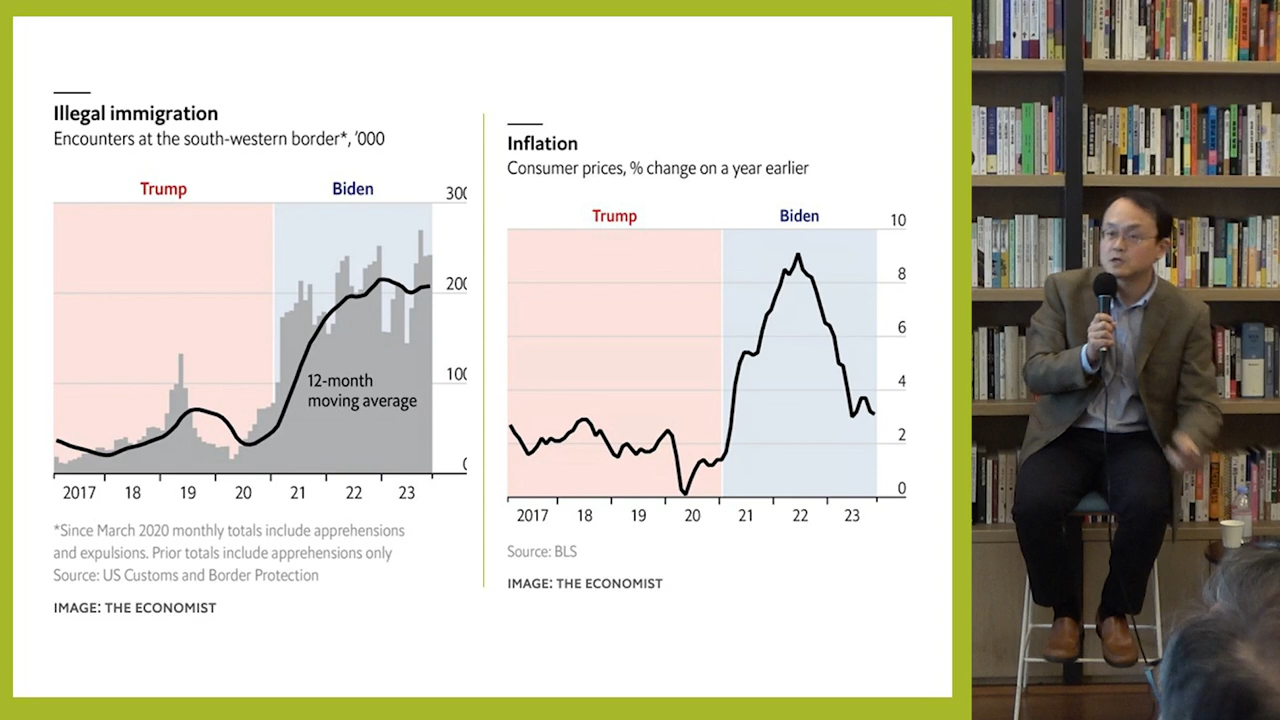 Illegal immigration
Encounters at the south-western border*, '000
Trump
Biden
300
200
100
0
12-month
moving average
2017
18
19
20
21
22
23
*Since March 2020 monthly totals include apprehensions
and expulsions. Prior totals include apprehensions only
Source: US Customs and Border Protection
IMAGE: THE ECONOMIST
Inflation
Consumer prices, % change on a year earlier
Trump
Biden
10
8
6
4
2
0
2017
18
19
20
21
22
23
Source: BLS
IMAGE: THE ECONOMIST